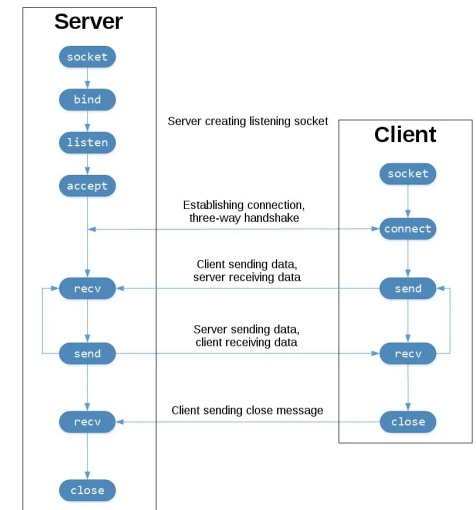 Server
socket
bind
listen
accept
recv
send
recv
close
Server creating listening socket
Establishing connection,
three-way handshake
Client sending data,
server receiving data
Server sending data,
client receiving data
Client sending close message
Client
socket
connect
send
recv
close